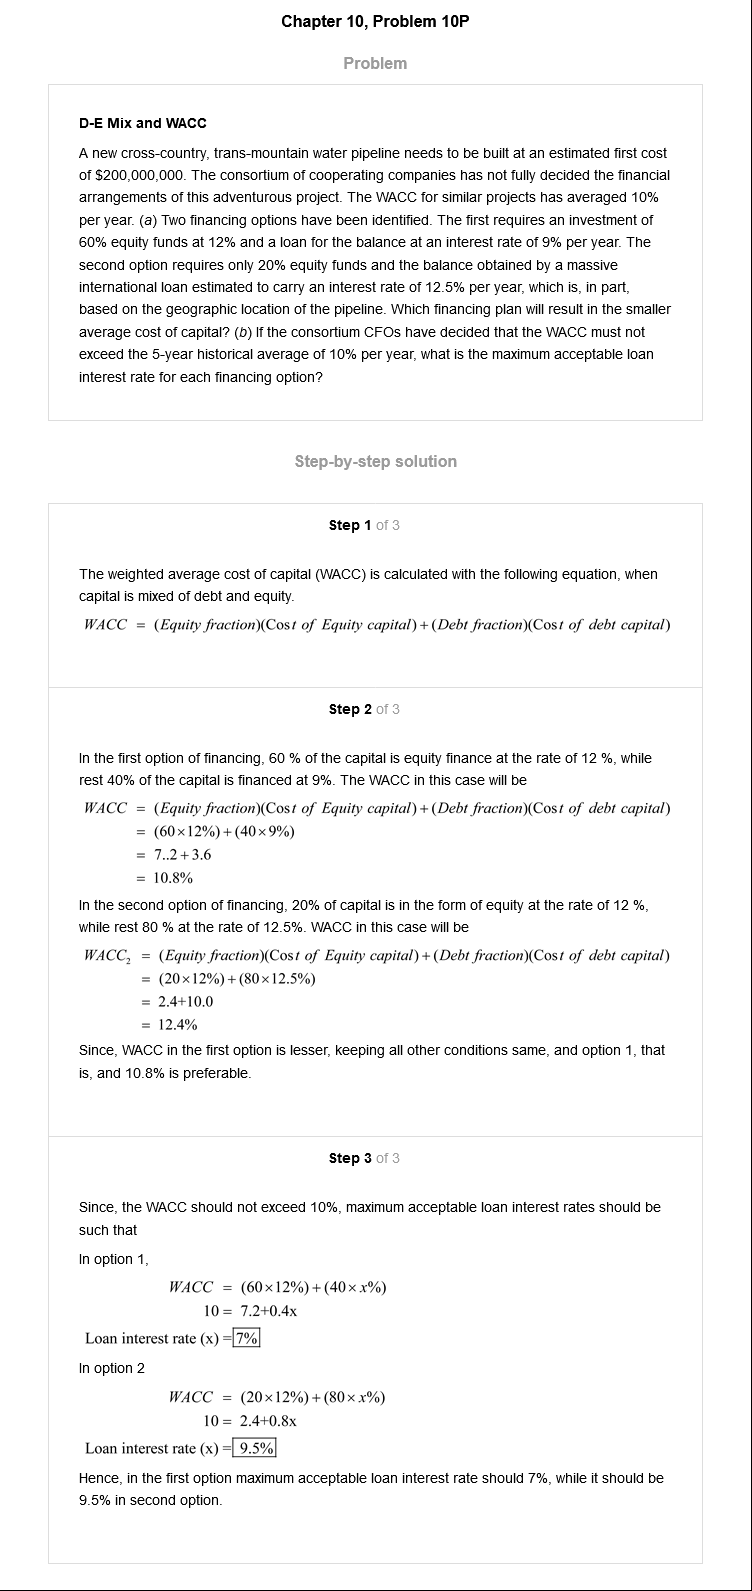 Chapter 10, Problem 10P
Problem
D-E Mix and WACC
A new cross-country, trans-mountain water pipeline needs to be built at an estimated first cost
of $200,000,000. The consortium of cooperating companies has not fully decided the financial
arrangements of this adventurous project. The WACC for similar projects has averaged 10%
per year. (a) Two financing options have been identified. The first requires an investment of
60% equity funds at 12% and a loan for the balance at an interest rate of 9% per year. The
second option requires only 20% equity funds and the balance obtained by a massive
international loan estimated to carry an interest rate of 12.5% per year, which is, in part,
based on the geographic location of the pipeline. Which financing plan will result in the smaller
average cost of capital? (b) If the consortium CFOs have decided that the WACC must not
exceed the 5-year historical average of 10% per year, what is the maximum acceptable loan
interest rate for each financing option?
Step-by-step solution
Step 1 of 3
The weighted average cost of capital (WACC) is calculated with the following equation, when
capital is mixed of debt and equity.
WACC = (Equity fraction)(Cost of Equity capital)+(Debt fraction)(Cost of debt capital)
Step 2 of 3
In the first option of financing, 60 % of the capital is equity finance at the rate of 12 %, while
rest 40% of the capital is financed at 9%. The WACC in this case will be
WACC = (Equity fraction)(Cost of Equity capital)+(Debt fraction)(Cost of debt capital)
= (60×12%)+(40×9%)
= 7..2+3.6
= 10.8%
In the second option of financing, 20% of capital is in the form of equity at the rate of 12 %,
while rest 80 % at the rate of 12.5%. WACC in this case will be
WACC₂ = (Equity fraction)(Cost of Equity capital)+(Debt fraction)(Cost of debt capital)
= (20×12%)+(80×12.5%)
= 2.4+10.0
= 12.4%
Since, WACC in the first option is lesser, keeping all other conditions same, and option 1, that
is, and 10.8% is preferable.
Step 3 of 3
Since, the WACC should not exceed 10%, maximum acceptable loan interest rates should be
such that
In option 1,
WACC = (60×12%)+(40×x%)
10 = 7.2+0.4x
Loan interest rate (x) = 7%
In option 2
WACC = (20×12%)+(80×x%)
10 = 2.4+0.8x
Loan interest rate (x) = 9.5%
Hence, in the first option maximum acceptable loan interest rate should 7%, while it should be
9.5% in second option.